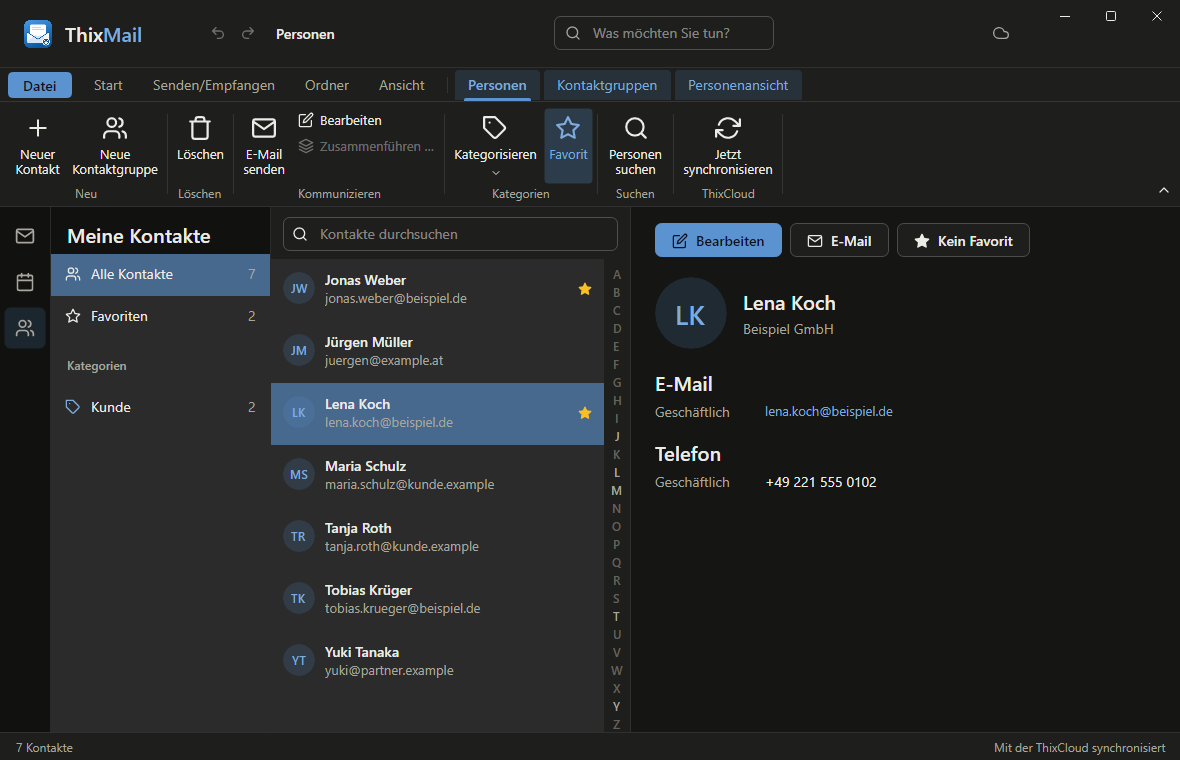 ThixMail
Personen
Was möchten Sie tun?
Datei
Start
Senden/Empfangen
Ordner
Ansicht
Personen
Kontaktgruppen
Personenansicht
Neuer
Kontakt
Neue
Kontaktgruppe
Neu
Löschen
Löschen
E-Mail
senden
Bearbeiten
Zusammenführen ...
Kommunizieren
Kategorisieren
Favorit
Kategorien
Personen
suchen
Suchen
Jetzt
synchronisieren
ThixCloud
Meine Kontakte
Alle Kontakte 7
Favoriten 2
Kategorien
Kunde 2
Kontakte durchsuchen
JW
Jonas Weber
jonas.weber@beispiel.de
JM
Jürgen Müller
juergen@example.at
LK
Lena Koch
lena.koch@beispiel.de
MS
Maria Schulz
maria.schulz@kunde.example
TR
Tanja Roth
tanja.roth@kunde.example
TK
Tobias Krüger
tobias.krueger@beispiel.de
YT
Yuki Tanaka
yuki@partner.example
A
B
C
D
E
F
G
H
I
J
K
L
M
N
O
P
Q
R
S
T
U
V
W
X
Y
Z
Bearbeiten
E-Mail
Kein Favorit
LK
Lena Koch
Beispiel GmbH
E-Mail
Geschäftlich lena.koch@beispiel.de
Telefon
Geschäftlich +49 221 555 0102
7 Kontakte
Mit der ThixCloud synchronisiert